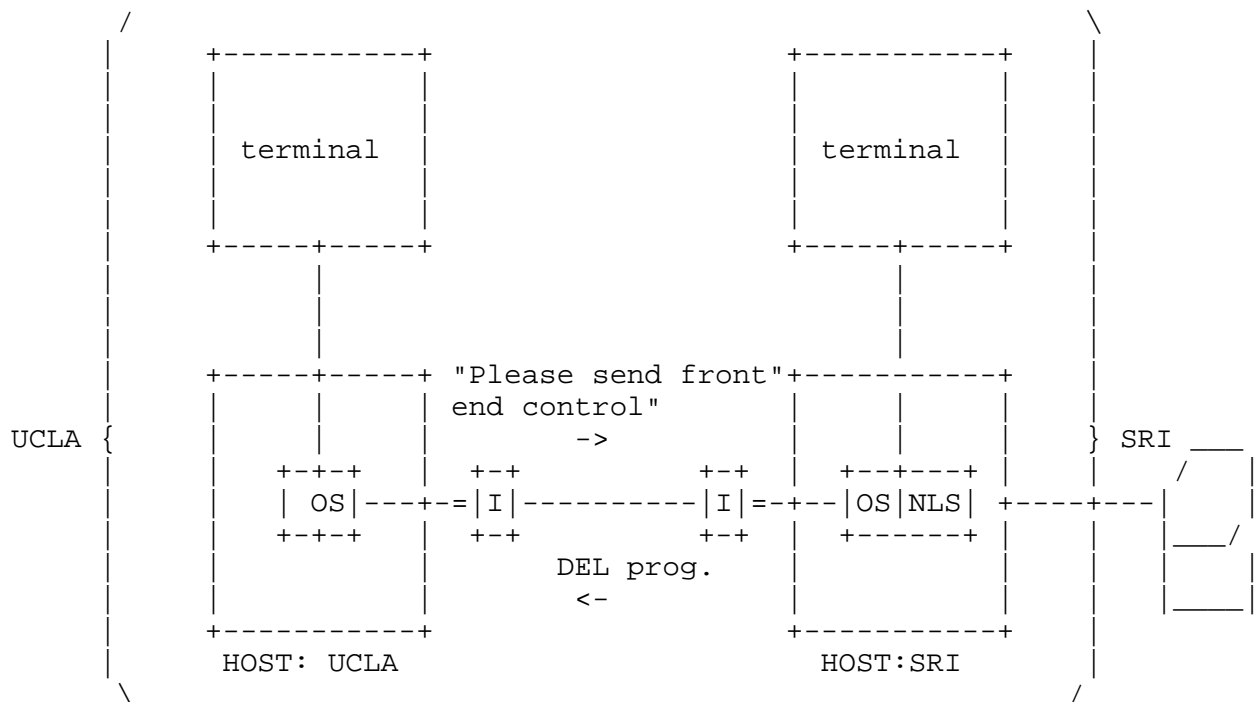 terminal terminal
"Please send front"
end control"
UCLA { -> } SRI
| OS| =|I| |I|= |OS|NLS|
DEL prog.
<-
HOST: UCLA HOST:SRI